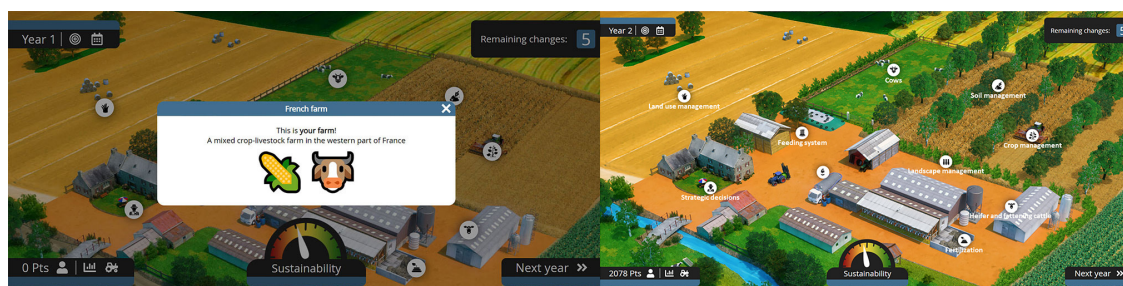 Year 1
Remaining changes: 5
French farm
This is your farm!
A mixed crop-livestock farm in the western part of France
0 Pts
Sustainability
Next year »
Year 2
Remaining changes: 5
Cows
Land use management
Soil management
Feeding system
Crop management
Landscape management
Strategic decisions
Heifer and fattening cattle
Fertilization
2078 Pts
Sustainability
Next year »